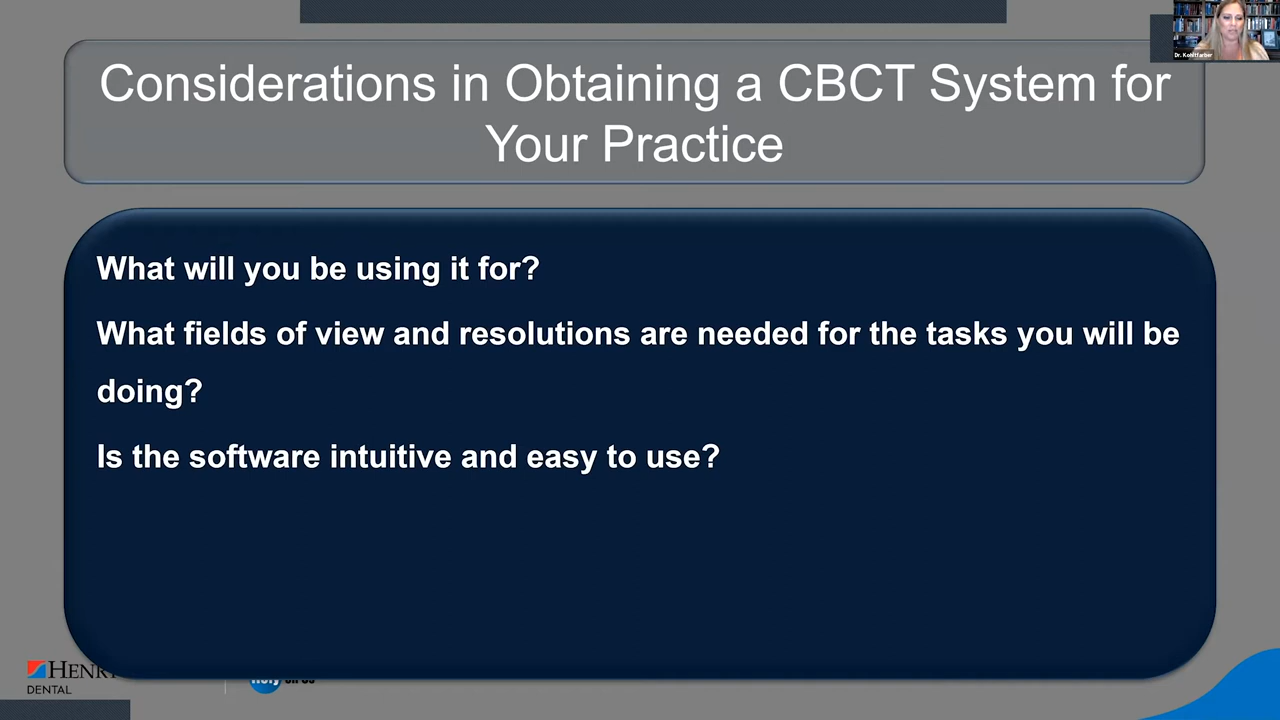 Considerations in Obtaining a CBCT System for
Your Practice
Dr. Kohltfarber
What will you be using it for?
What fields of view and resolutions are needed for the tasks you will be
doing?
Is the software intuitive and easy to use?
HENRY
DENTAL